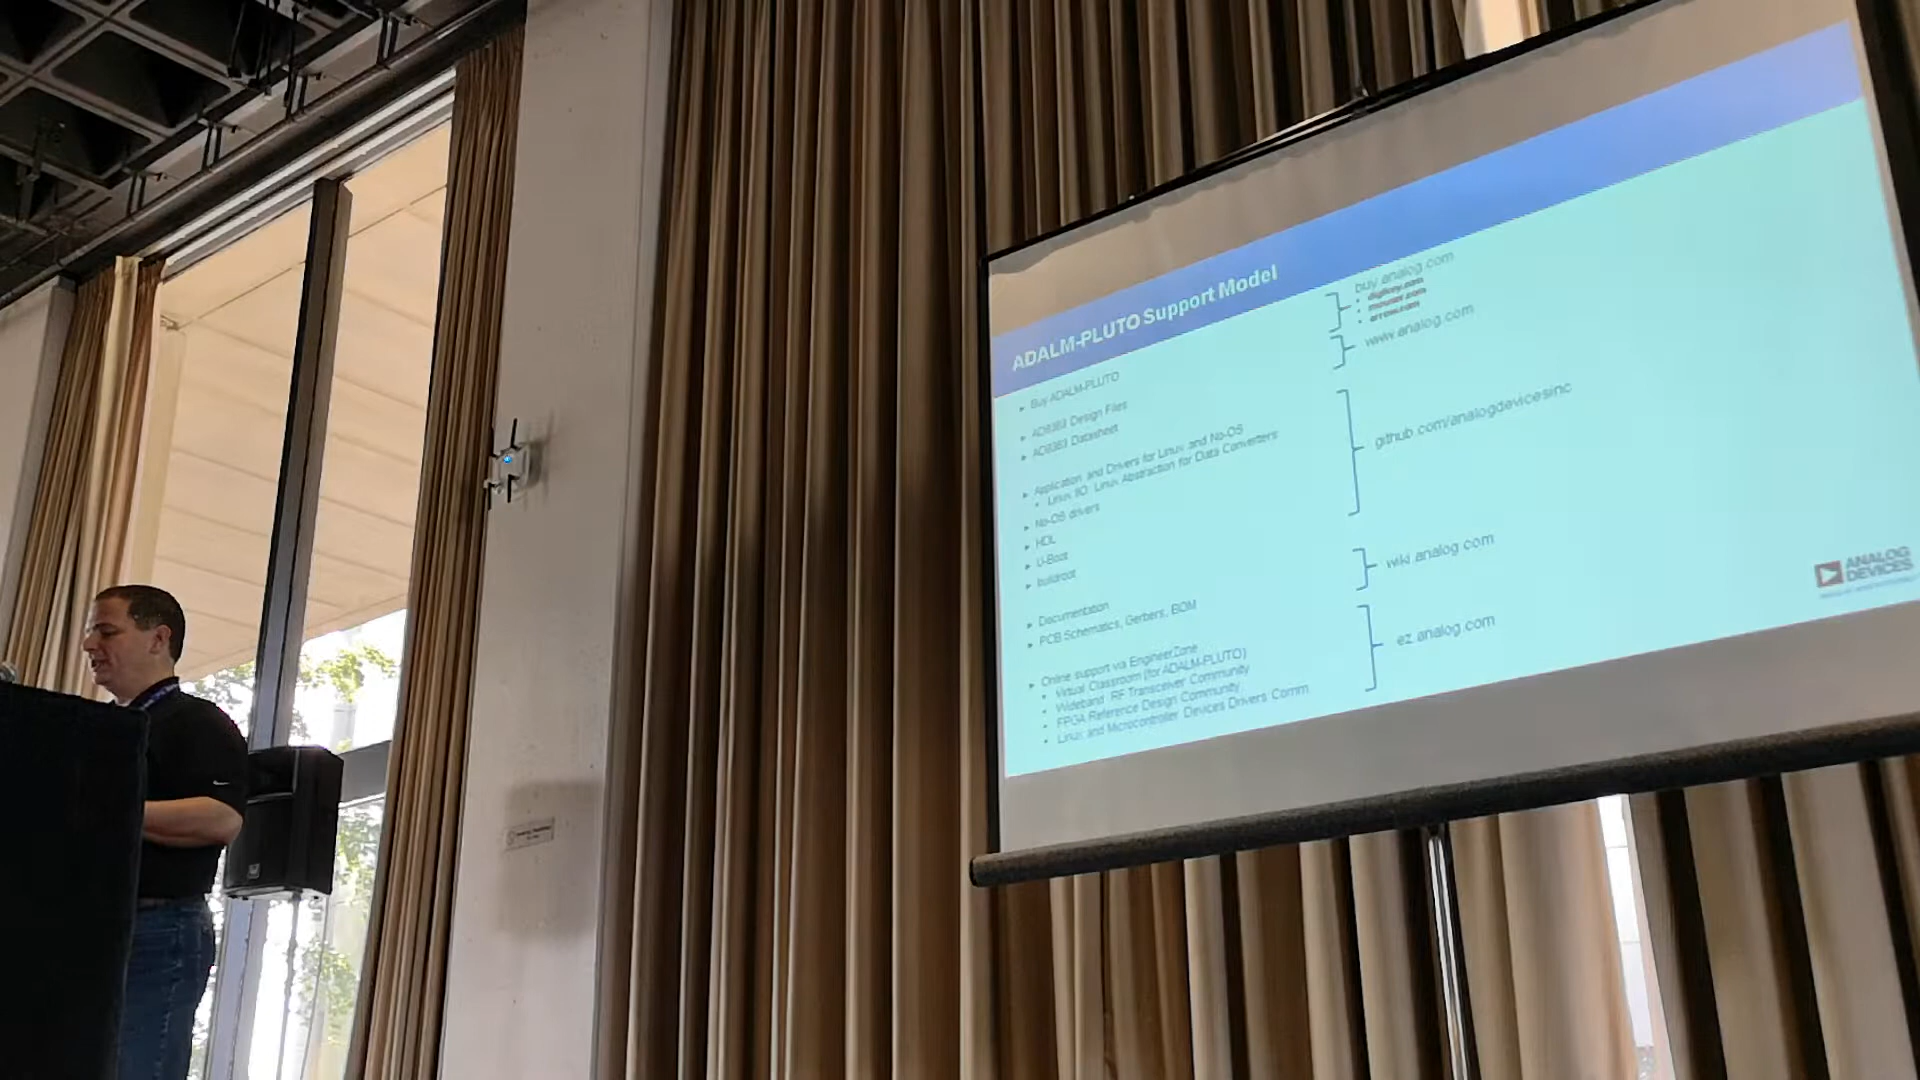 ADALM-PLUTO Support Model
Buy ADALM-PLUTO
AD9363 Design Files
AD9363 Datasheet
Application and Drivers for Linux and No-OS
Linux IIO: Linux Abstraction for Data Converters
No-OS drivers
HDL
U-Boot
buildroot
Documentation
PCB Schematics, Gerbers, BOM
Online support via EngineerZone
Virtual Classroom (for ADALM-PLUTO)
Wideband RF Transceiver Community
FPGA Reference Design Community
Linux and Microcontroller Devices Drivers Comm
buy.analog.com
digikey.com
mouser.com
arrow.com
www.analog.com
github.com/analogdevicesinc
wiki.analog.com
ez.analog.com
ANALOG
DEVICES